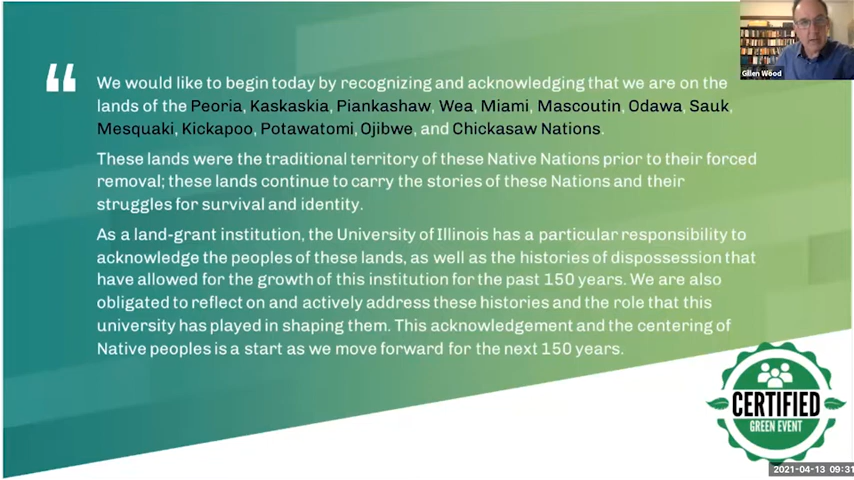 Gillen Wood
“
We would like to begin today by recognizing and acknowledging that we are on the
lands of the Peoria, Kaskaskia, Piankashaw, Wea, Miami, Mascoutin, Odawa, Sauk,
Mesquaki, Kickapoo, Potawatomi, Ojibwe, and Chickasaw Nations.
These lands were the traditional territory of these Native Nations prior to their forced
removal; these lands continue to carry the stories of these Nations and their
struggles for survival and identity.
As a land-grant institution, the University of Illinois has a particular responsibility to
acknowledge the peoples of these lands, as well as the histories of dispossession that
have allowed for the growth of this institution for the past 150 years. We are also
obligated to reflect on and actively address these histories and the role that this
university has played in shaping them. This acknowledgement and the centering of
Native peoples is a start as we move forward for the next 150 years.
CERTIFIED
GREEN EVENT
2021-04-13 09:31